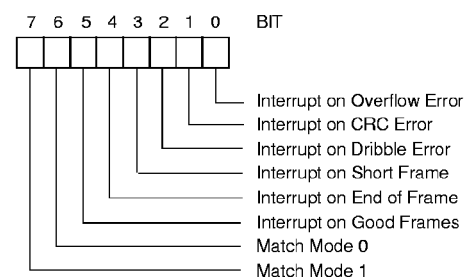 7 6 5 4 3 2 1 0 BIT
Interrupt on Overflow Error
Interrupt on CRC Error
Interrupt on Dribble Error
Interrupt on Short Frame
Interrupt on End of Frame
Interrupt on Good Frames
Match Mode 0
Match Mode 1